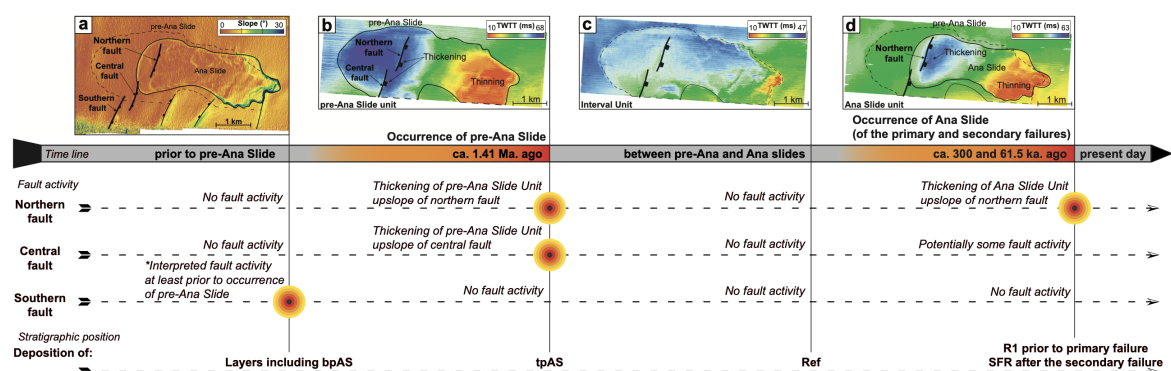 a
pre-Ana Slide
Slope (°)
0 30
Northern
fault
Central
fault
Ana Slide
Southern
fault
1 km
b
pre-Ana Slide
TWTT (ms)
10 68
Northern
fault
Central
fault
Thickening
Thinning
1 km
pre-Ana Slide unit
c
TWTT (ms)
10 47
Interval Unit
1 km
d
pre-Ana Slide
TWTT (ms)
10 63
Northern
fault
Thickening
Ana Slide
Thinning
1 km
Ana Slide unit
Occurrence of pre-Ana Slide
Occurrence of Ana Slide
(of the primary and secondary failures)
Time line
prior to pre-Ana Slide
ca. 1.41 Ma. ago
between pre-Ana and Ana slides
ca. 300 and 61.5 ka. ago
present day
Fault activity
Northern
fault
No fault activity
Thickening of pre-Ana Slide Unit
upslope of northern fault
No fault activity
Thickening of Ana Slide Unit
upslope of northern fault
Central
fault
No fault activity
Thickening of pre-Ana Slide Unit
upslope of central fault
No fault activity
Potentially some fault activity
Southern
fault
*Interpreted fault activity
at least prior to occurrence
of pre-Ana Slide
No fault activity
No fault activity
No fault activity
Stratigraphic position
Deposition of:
Layers including bpAS
tpAS
Ref
R1 prior to primary failure
SFR after the secondary failure